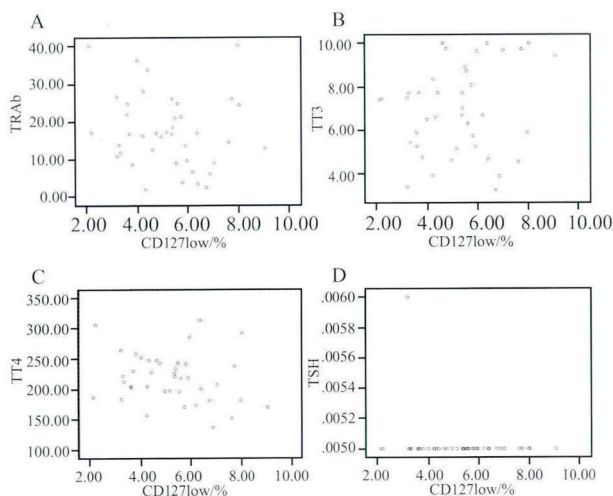 A
TRAb
40.00
30.00
20.00
10.00
0.00
2.00 4.00 6.00 8.00 10.00
CD127low/%
B
TT3
10.00
8.00
6.00
4.00
2.00 4.00 6.00 8.00 10.00
CD127low/%
C
TT4
350.00
300.00
250.00
200.00
150.00
100.00
2.00 4.00 6.00 8.00 10.00
CD127low/%
D
TSH
.0060
.0058
.0056
.0054
.0052
.0050
2.00 4.00 6.00 8.00 10.00
CD127low/%